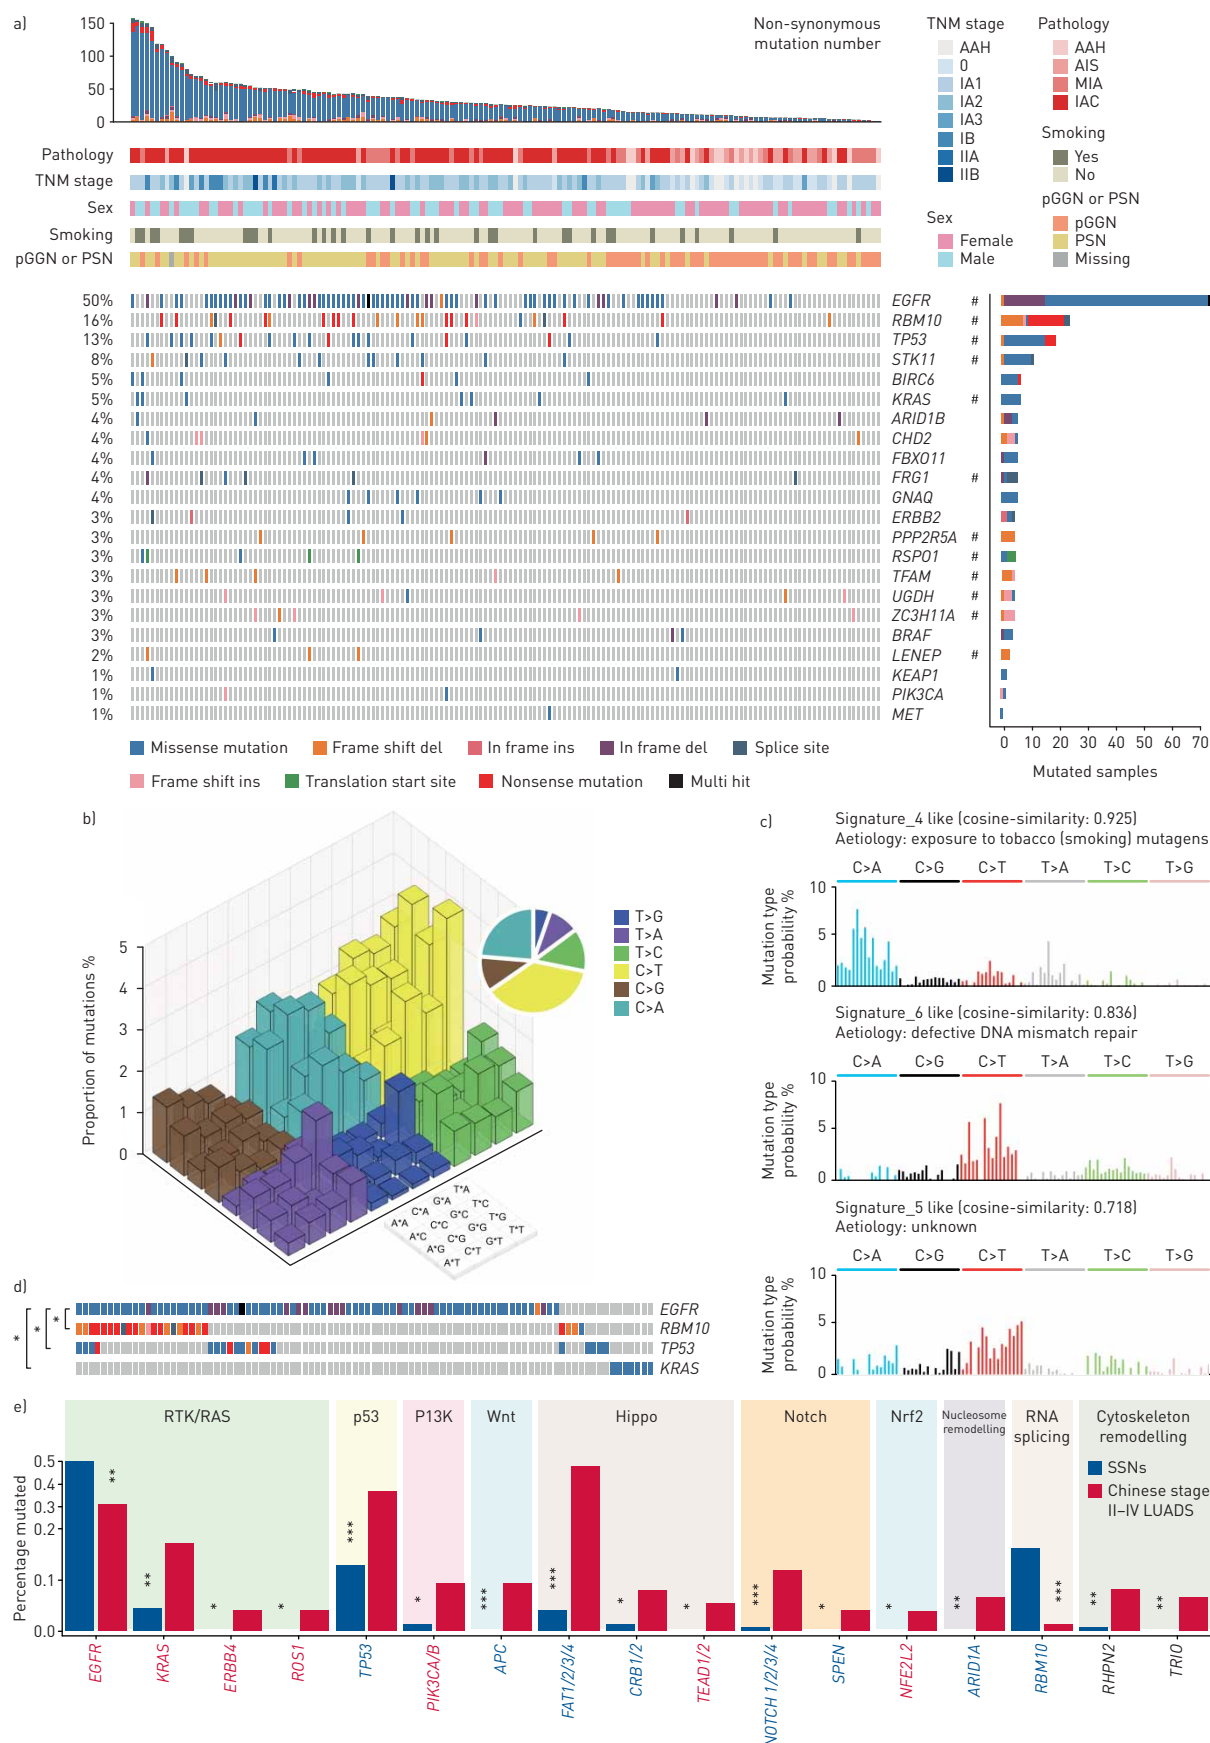 a)
150
100
50
0
Non-synonymous
mutation number
TNM stage
AAH
0
IA1
IA2
IA3
IB
IIA
IIB
Pathology
AAH
AIS
MIA
IAC
Smoking
Yes
No
Sex
Female
Male
pGGN or PSN
pGGN
PSN
Missing
Pathology
TNM stage
Sex
Smoking
pGGN or PSN
50% EGFR #
16% RBM10 #
13% TP53 #
8% STK11 #
5% BIRC6
5% KRAS #
4% ARID1B
4% CHD2
4% FBXO11
4% FRG1 #
4% GNAQ
3% ERBB2
3% PPP2R5A #
3% RSPO1 #
3% TFAM #
3% UGDH #
3% ZC3H11A #
3% BRAF
2% LENEP #
1% KEAP1
1% PIK3CA
1% MET
0 10 20 30 40 50 60 70
Mutated samples
Missense mutation Frame shift del In frame ins In frame del Splice site
Frame shift ins Translation start site Nonsense mutation Multi hit
b)
Proportion of mutations %
5
4
3
2
1
0
T>G
T>A
T>C
C>T
C>G
C>A
T*A
G*A T*C
C*A G*C T*G
A*A C*C G*G T*T
A*C C*G G*T
A*G C*T
A*T
c)
Signature_4 like (cosine-similarity: 0.925)
Aetiology: exposure to tobacco (smoking) mutagens
C>A C>G C>T T>A T>C T>G
Mutation type
probability %
10
5
0
Signature_6 like (cosine-similarity: 0.836)
Aetiology: defective DNA mismatch repair
C>A C>G C>T T>A T>C T>G
Mutation type
probability %
10
5
0
Signature_5 like (cosine-similarity: 0.718)
Aetiology: unknown
C>A C>G C>T T>A T>C T>G
Mutation type
probability %
10
5
0
d)
* * *
EGFR
RBM10
TP53
KRAS
e)
RTK/RAS p53 P13K Wnt Hippo Notch Nrf2 Nucleosome remodelling RNA splicing Cytoskeleton remodelling
SSNs
Chinese stage
II–IV LUADS
Percentage mutated
0.5
0.4
0.3
0.2
0.1
0.0
** ** * * *** * *** *** * * *** * * ** *** ** **
EGFR KRAS ERBB4 ROS1 TP53 PIK3CA/B APC FAT1/2/3/4 CRB1/2 TEAD1/2 NOTCH 1/2/3/4 SPEN NFE2L2 ARID1A RBM10 RHPN2 TRIO